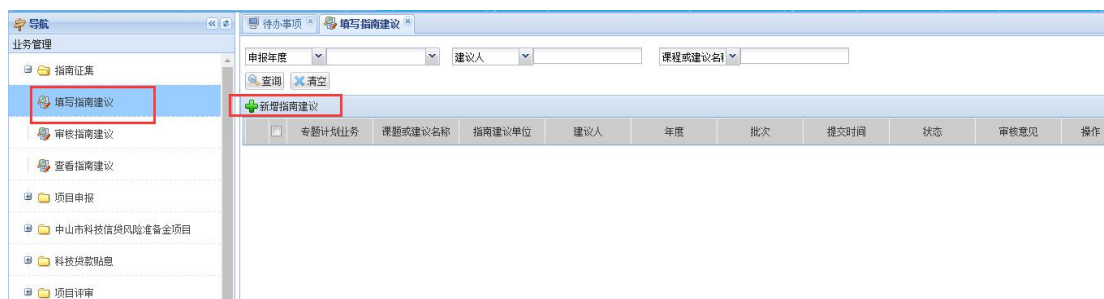 导航
待办事项
填写指南建议
业务管理
指南征集
申报年度
建议人
课程或建议名称
查询
清空
填写指南建议
新增指南建议
审核指南建议
专题计划业务
课题或建议名称
指南建议单位
建议人
年度
批次
提交时间
状态
审核意见
操作
查看指南建议
项目申报
中山市科技信贷风险准备金项目
科技贷款贴息
项目评审